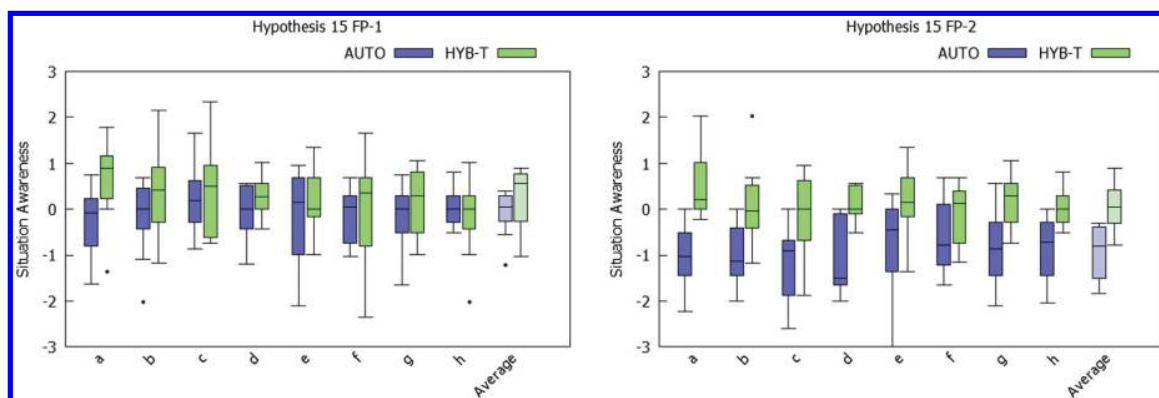 Hypothesis 15 FP-1
AUTO HYB-T
Situation Awareness
3
2
1
0
-1
-2
-3
a b c d e f g h Average
Hypothesis 15 FP-2
AUTO HYB-T
Situation Awareness
3
2
1
0
-1
-2
-3
a b c d e f g h Average